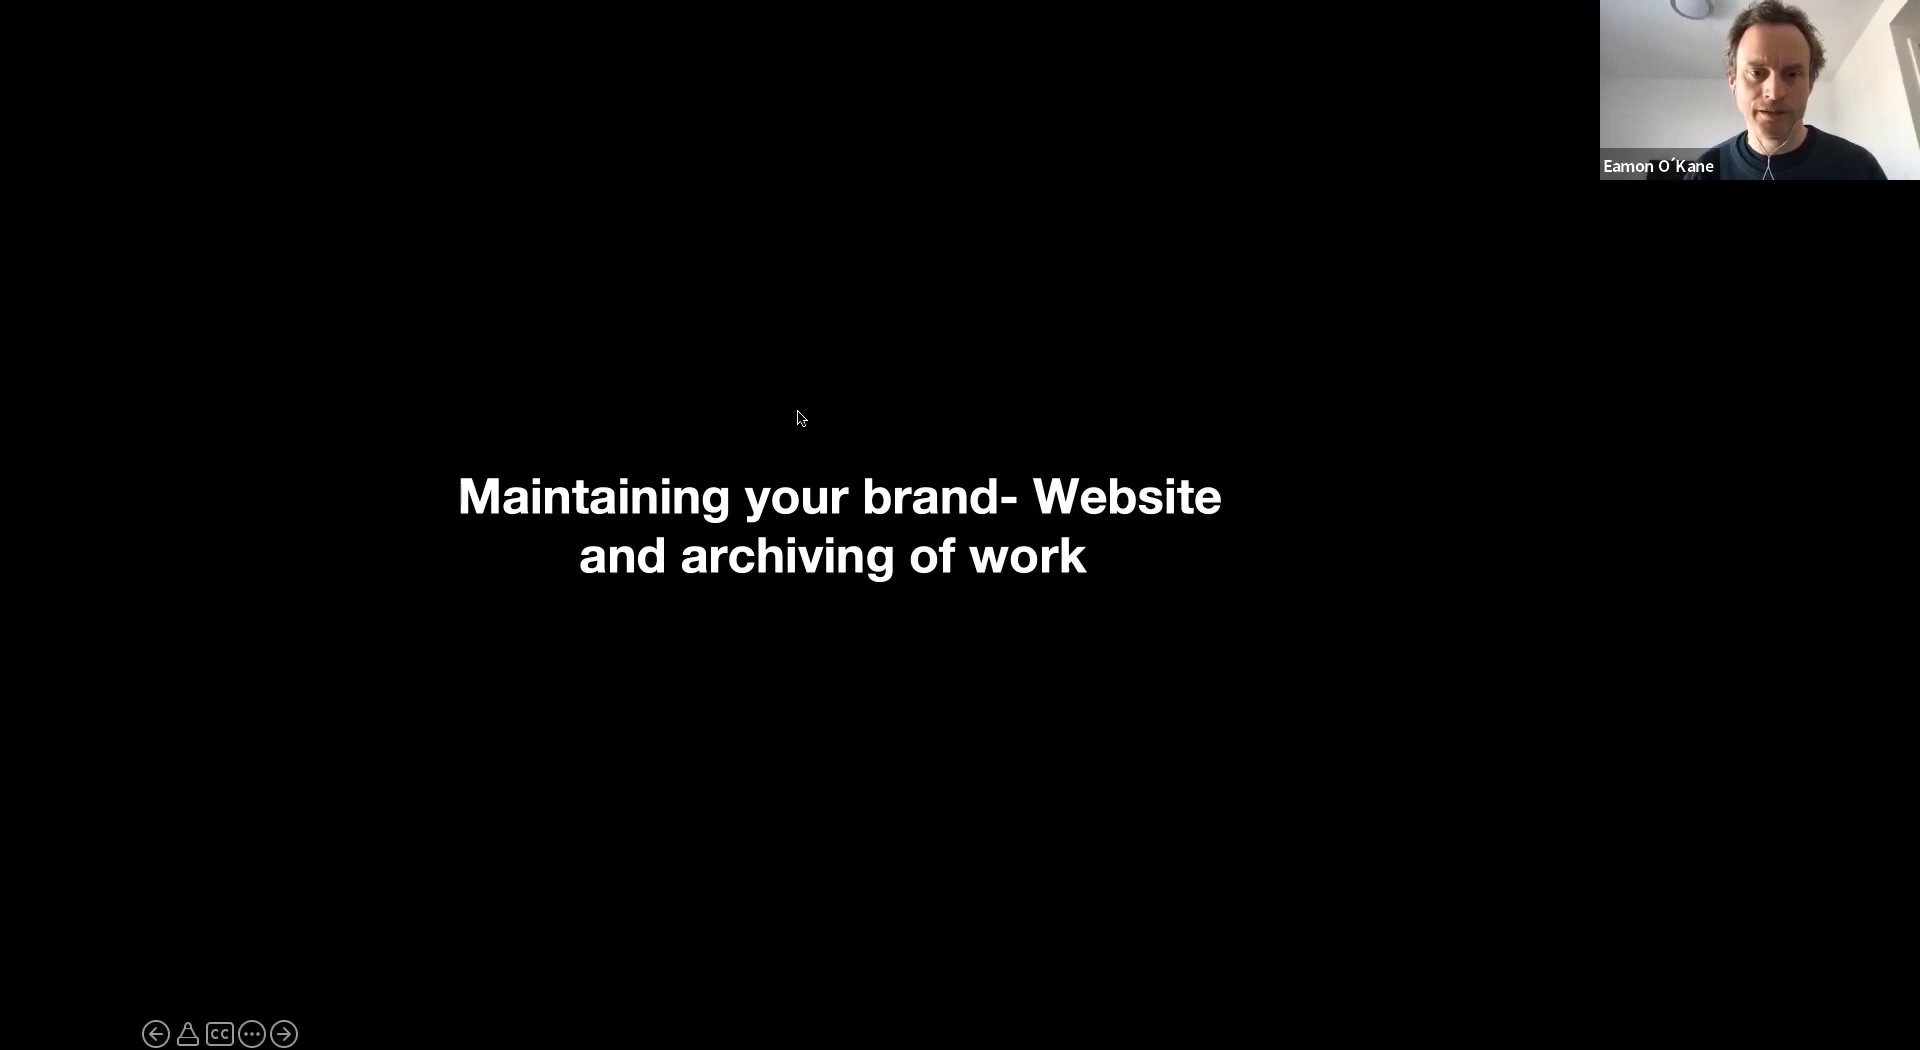 Eamon O´Kane
Maintaining your brand- Website
and archiving of work
CC